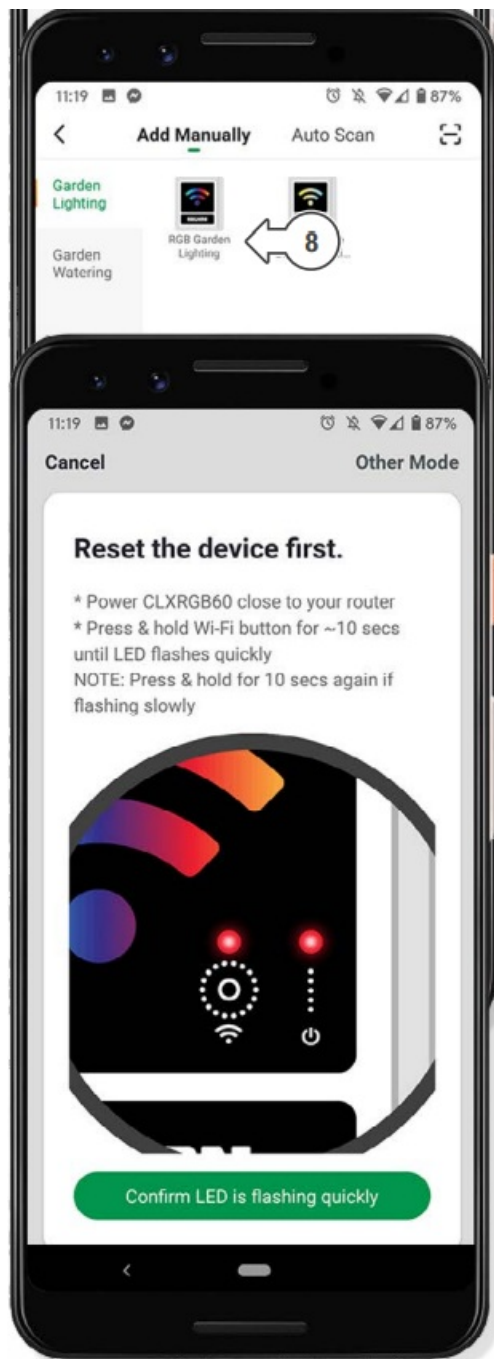 11:19 87%
Add Manually Auto Scan
Garden
Lighting
RGB Garden
Lighting
8
Garden
Watering
11:19 87%
Cancel Other Mode
Reset the device first.
* Power CLXRGB60 close to your router
* Press & hold Wi-Fi button for ~10 secs
until LED flashes quickly
NOTE: Press & hold for 10 secs again if
flashing slowly
Confirm LED is flashing quickly